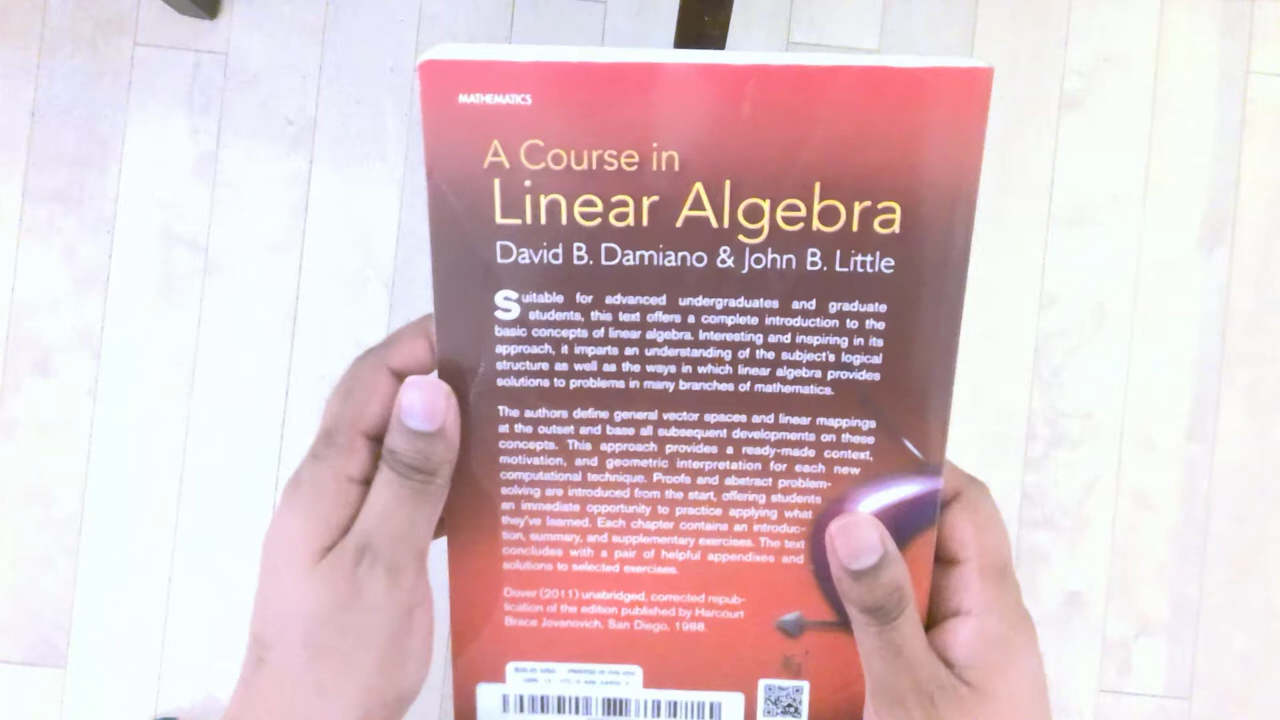 MATHEMATICS
A Course in
Linear Algebra
David B. Damiano & John B. Little
Suitable for advanced undergraduates and graduate
students, this text offers a complete introduction to the
basic concepts of linear algebra. Interesting and inspiring in its
approach, it imparts an understanding of the subject's logical
structure as well as the ways in which linear algebra provides
solutions to problems in many branches of mathematics.
The authors define general vector spaces and linear mappings
at the outset and base all subsequent developments on these
concepts. This approach provides a ready-made context,
motivation, and geometric interpretation for each new
computational technique. Proofs and abstract problem-
solving are introduced from the start, offering students
an immediate opportunity to practice applying what
they've learned. Each chapter contains an introduc-
tion, summary, and supplementary exercises. The text
concludes with a pair of helpful appendixes and
solutions to selected exercises.
Dover (2011) unabridged, corrected repub-
lication of the edition published by Harcourt
Brace Jovanovich, San Diego, 1988.